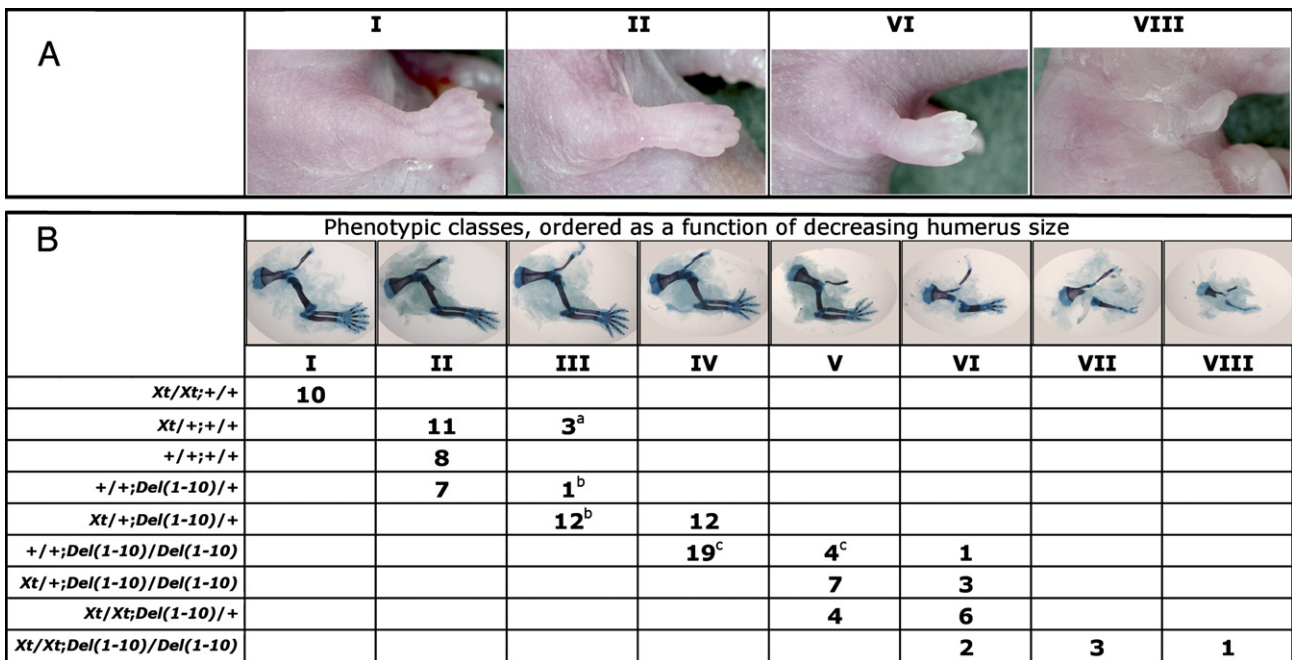 A I II VI VIII
B Phenotypic classes, ordered as a function of decreasing humerus size
I II III IV V VI VII VIII
Xt/Xt;+/+ 10
Xt/+;+/+ 11 3a
+/+;+/+ 8
+/+;Del(1-10)/+ 7 1b
Xt/+;Del(1-10)/+ 12b 12
+/+;Del(1-10)/Del(1-10) 19c 4c 1
Xt/+;Del(1-10)/Del(1-10) 7 3
Xt/Xt;Del(1-10)/+ 4 6
Xt/Xt;Del(1-10)/Del(1-10) 2 3 1